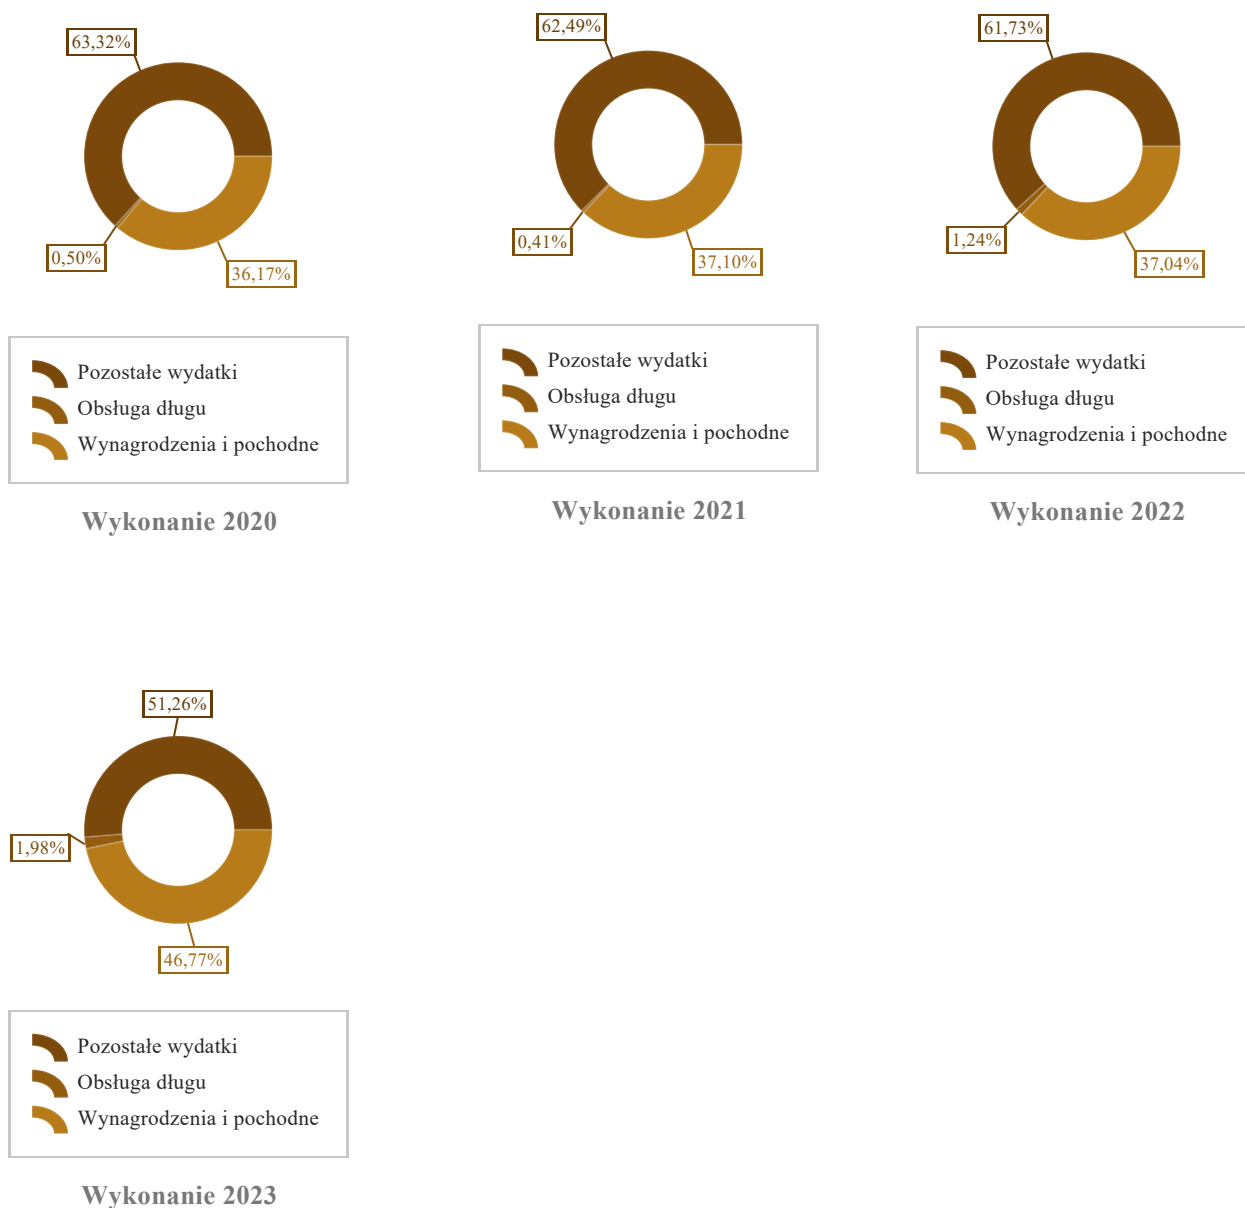 63,32%
0,50%
36,17%
Pozostałe wydatki
Obsługa długu
Wynagrodzenia i pochodne
Wykonanie 2020
62,49%
0,41%
37,10%
Pozostałe wydatki
Obsługa długu
Wynagrodzenia i pochodne
Wykonanie 2021
61,73%
1,24%
37,04%
Pozostałe wydatki
Obsługa długu
Wynagrodzenia i pochodne
Wykonanie 2022
51,26%
1,98%
46,77%
Pozostałe wydatki
Obsługa długu
Wynagrodzenia i pochodne
Wykonanie 2023